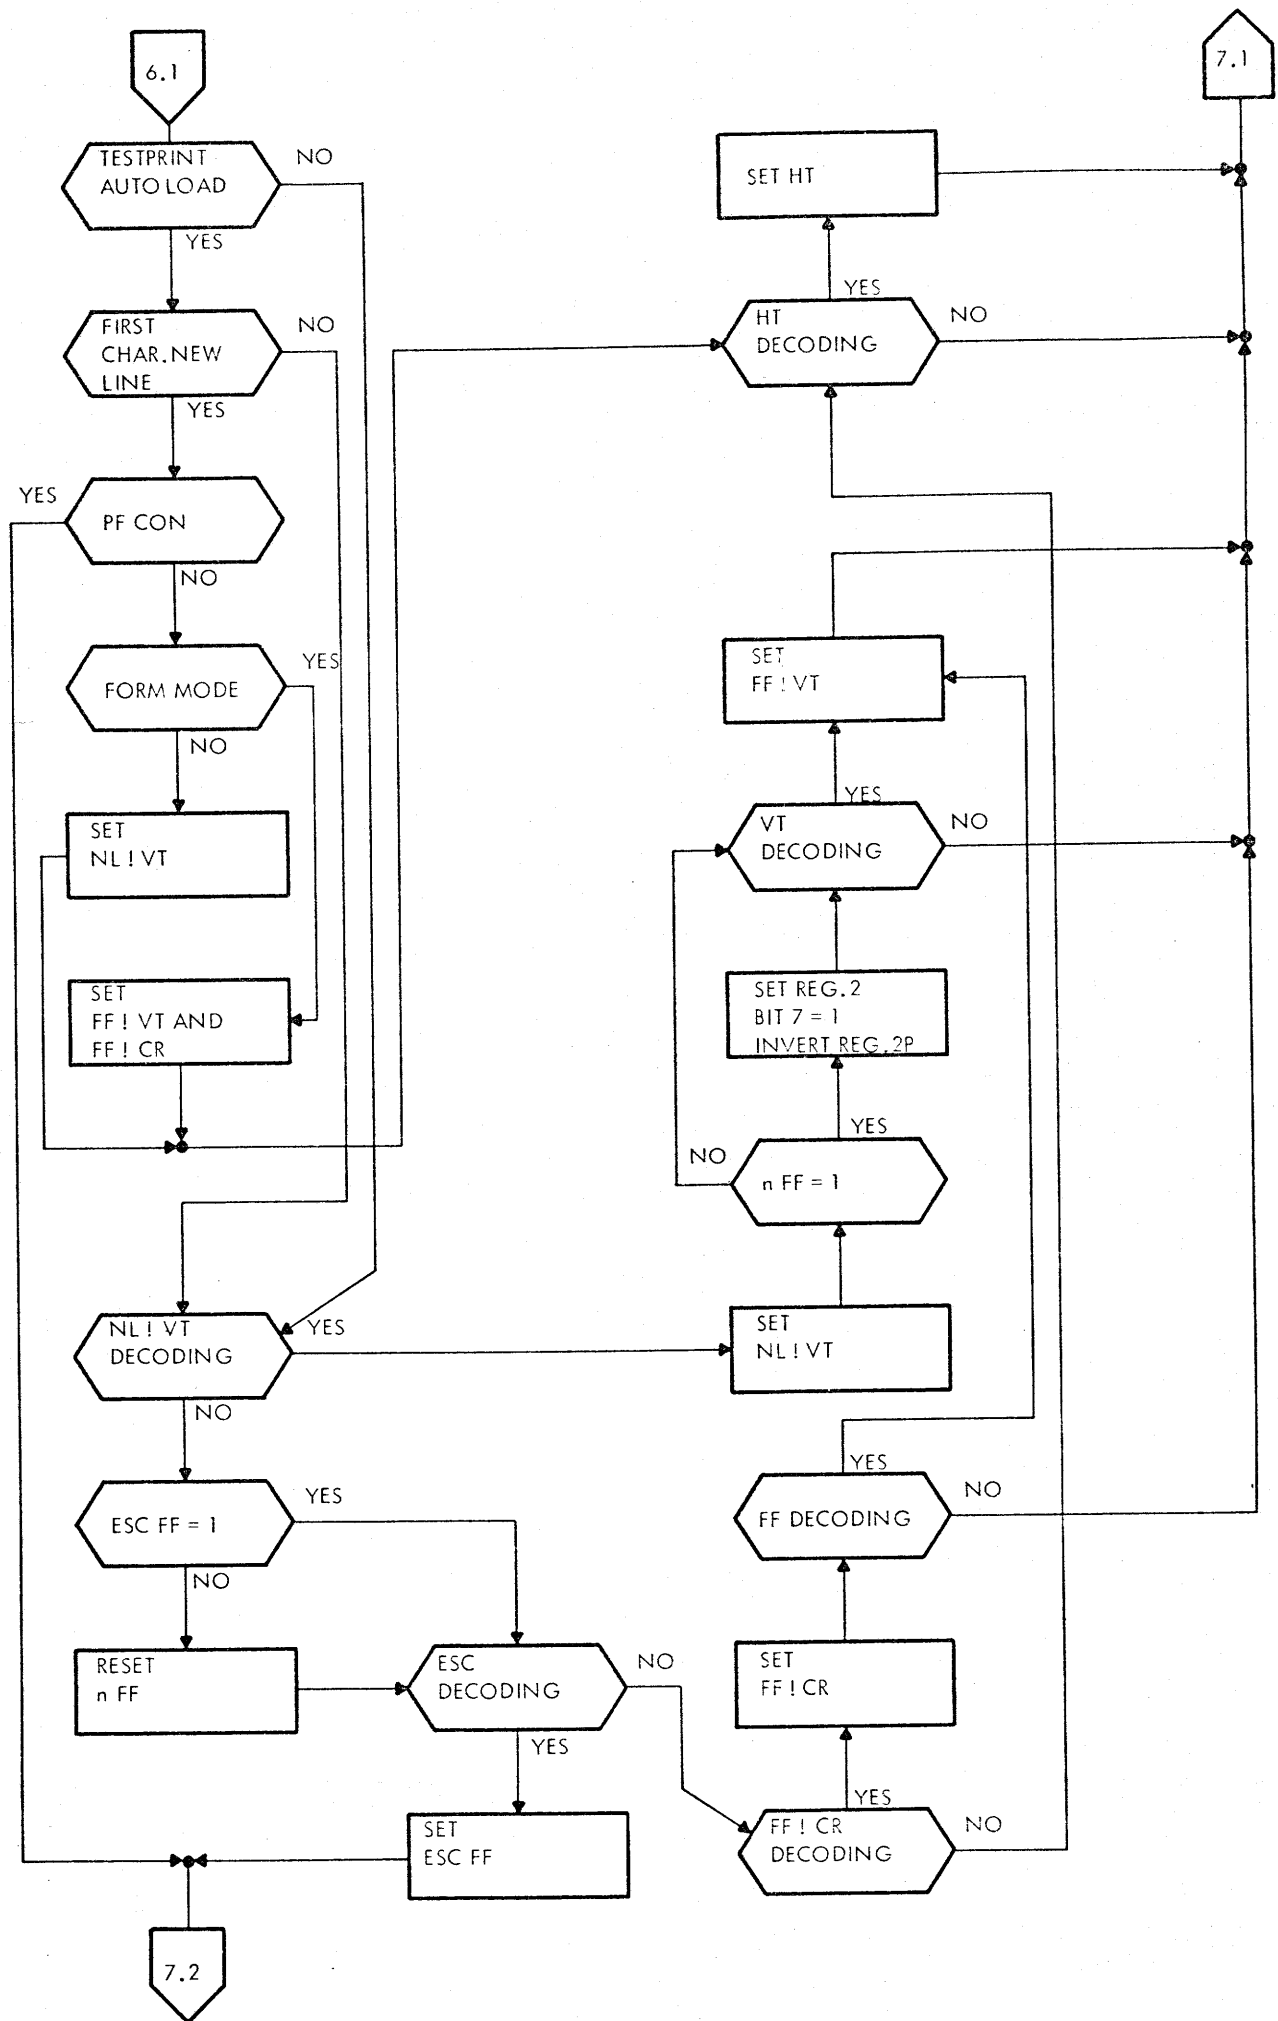 6.1
TESTPRINT
AUTO LOAD
NO
YES
FIRST
CHAR.NEW
LINE
NO
YES
PF CON
YES
NO
FORM MODE
YES
NO
SET
NL ! VT
SET
FF ! VT AND
FF ! CR
NL ! VT
DECODING
YES
NO
ESC FF = 1
YES
NO
RESET
n FF
ESC
DECODING
NO
YES
SET
ESC FF
7.2
7.1
SET HT
YES
HT
DECODING
NO
SET
FF ! VT
YES
VT
DECODING
NO
SET REG.2
BIT 7 = 1
INVERT REG.2P
YES
NO
n FF = 1
SET
NL ! VT
YES
FF DECODING
NO
SET
FF ! CR
YES
FF ! CR
DECODING
NO